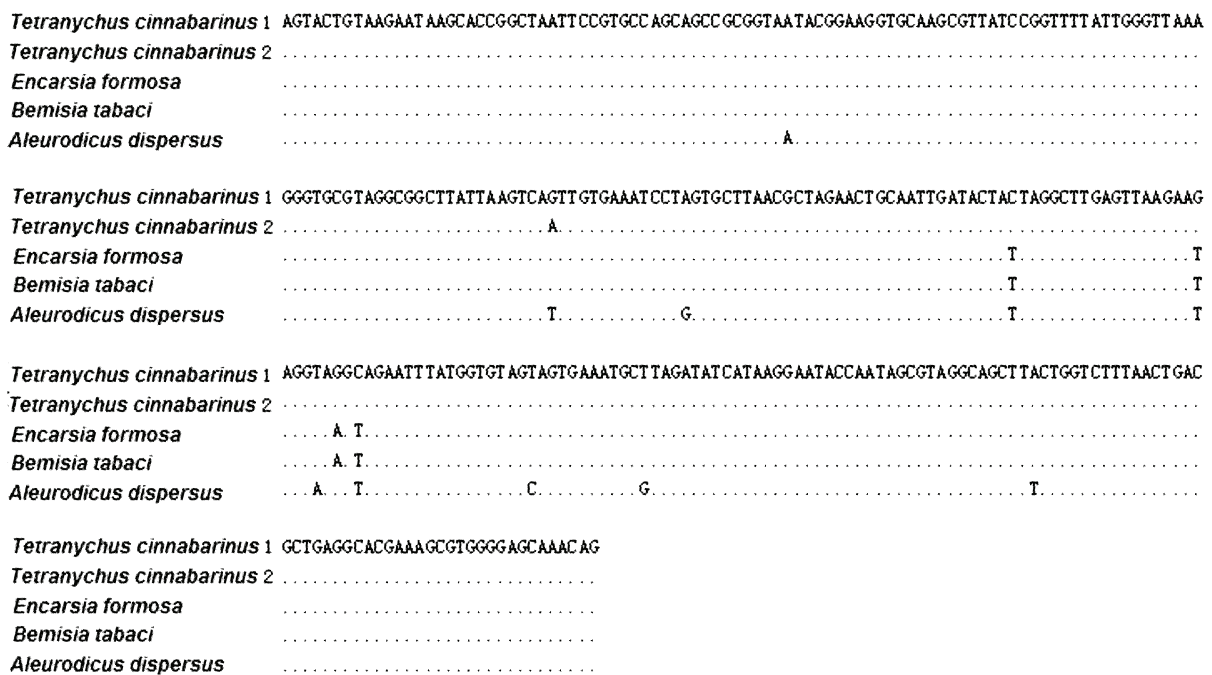 Tetranychus cinnabarinus 1 AGTACTGTAAGAATAAGCACCGGCTAATTCCGTGCCAGCAGCCGCGGTAATACGGAAGGTGCAAGCGTTATCCGGTTTTATTGGGTTAAA
Tetranychus cinnabarinus 2 ..........................................................................................
Encarsia formosa ..........................................................................................
Bemisia tabaci ..........................................................................................
Aleurodicus dispersus .................................................A........................................
Tetranychus cinnabarinus 1 GGGTGCGTAGGCGGCTTATTAAGTCAGTTGTGAAATCCTAGTGCTTAACGCTAGAACTGCAATTGATACTACTAGGCTTGAGTTAAGAAG
Tetranychus cinnabarinus 2 ..........................A...............................................................
Encarsia formosa .......................................................................T.................T
Bemisia tabaci .......................................................................T.................T
Aleurodicus dispersus ..........................T............G...............................T.................T
Tetranychus cinnabarinus 1 AGGTAGGCAGAATTTATGGTGTAGTAGTGAAATGCTTAGATATCATAAGGAATACCAATAGCGTAGGCAGCTTACTGGTCTTTAACTGAC
Tetranychus cinnabarinus 2 ..........................................................................................
Encarsia formosa .....A.T..................................................................................
Bemisia tabaci .....A.T..................................................................................
Aleurodicus dispersus ...A...T................C..........G.....................................T................
Tetranychus cinnabarinus 1 GCTGAGGCACGAAAGCGTGGGGAGCAAACAG
Tetranychus cinnabarinus 2 ...............................
Encarsia formosa ...............................
Bemisia tabaci ...............................
Aleurodicus dispersus ...............................